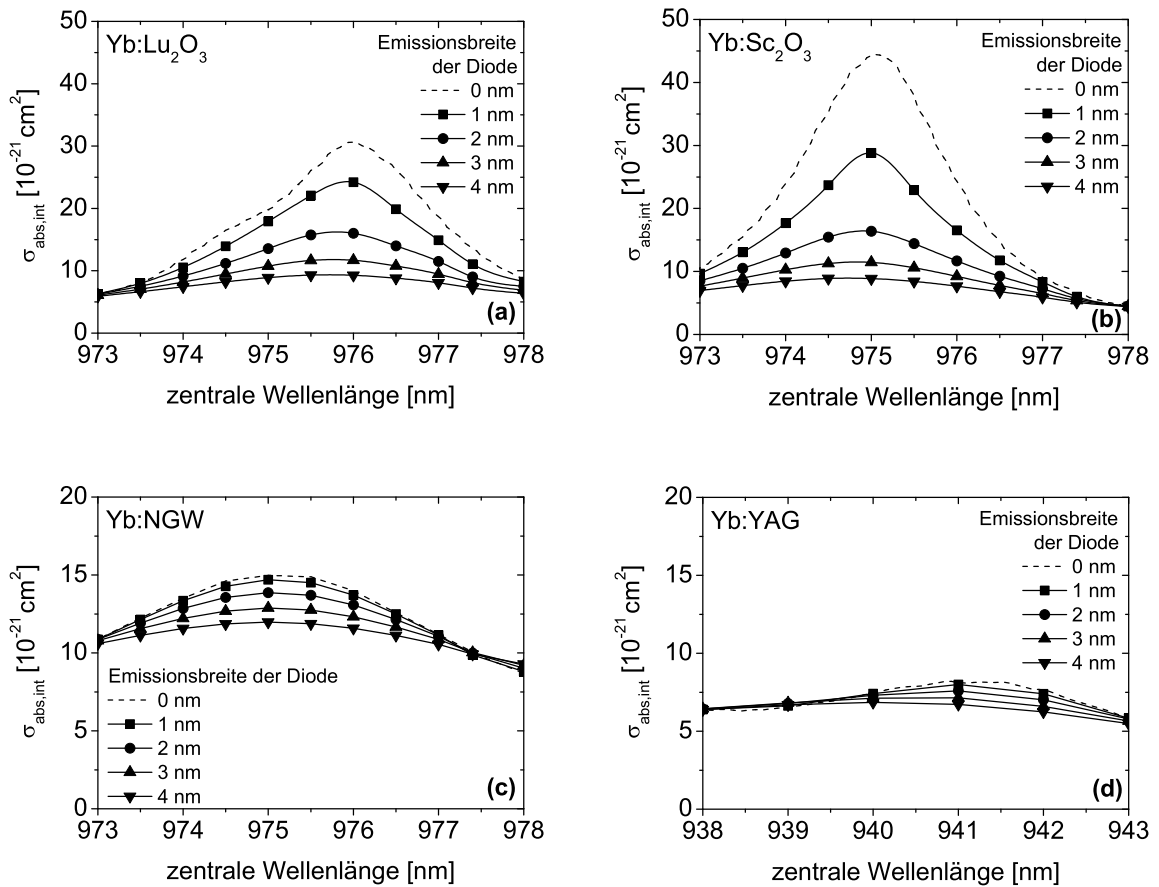 Yb:Lu₂O₃
Emissionsbreite
der Diode
0 nm
1 nm
2 nm
3 nm
4 nm
50
40
30
20
10
0
σabs,int [10⁻²¹ cm²]
(a)
973 974 975 976 977 978
zentrale Wellenlänge [nm]
Yb:Sc₂O₃
Emissionsbreite
der Diode
0 nm
1 nm
2 nm
3 nm
4 nm
50
40
30
20
10
0
σabs,int [10⁻²¹ cm²]
(b)
973 974 975 976 977 978
zentrale Wellenlänge [nm]
Yb:NGW
20
15
10
5
0
σabs,int [10⁻²¹ cm²]
Emissionsbreite der Diode
0 nm
1 nm
2 nm
3 nm
4 nm
(c)
973 974 975 976 977 978
zentrale Wellenlänge [nm]
Yb:YAG
Emissionsbreite
der Diode
0 nm
1 nm
2 nm
3 nm
4 nm
20
15
10
5
0
σabs,int [10⁻²¹ cm²]
(d)
938 939 940 941 942 943
zentrale Wellenlänge [nm]